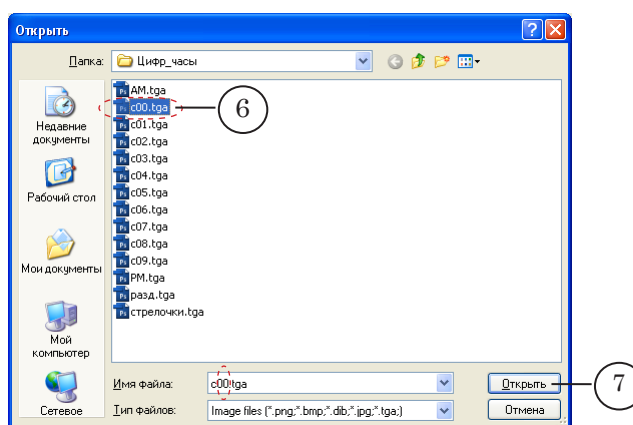 Открыть
Папка: Цифр_часы
AM.tga
c00.tga
6
c01.tga
c02.tga
c03.tga
c04.tga
c05.tga
c06.tga
c07.tga
c08.tga
c09.tga
PM.tga
разд.tga
стрелочки.tga
Недавние
документы
Рабочий стол
Мои документы
Мой
компьютер
Сетевое
Имя файла: c00.tga Открыть
7
Тип файлов: Image files (*.png;*.bmp;*.dib;*.jpg;*.tga;) Отмена